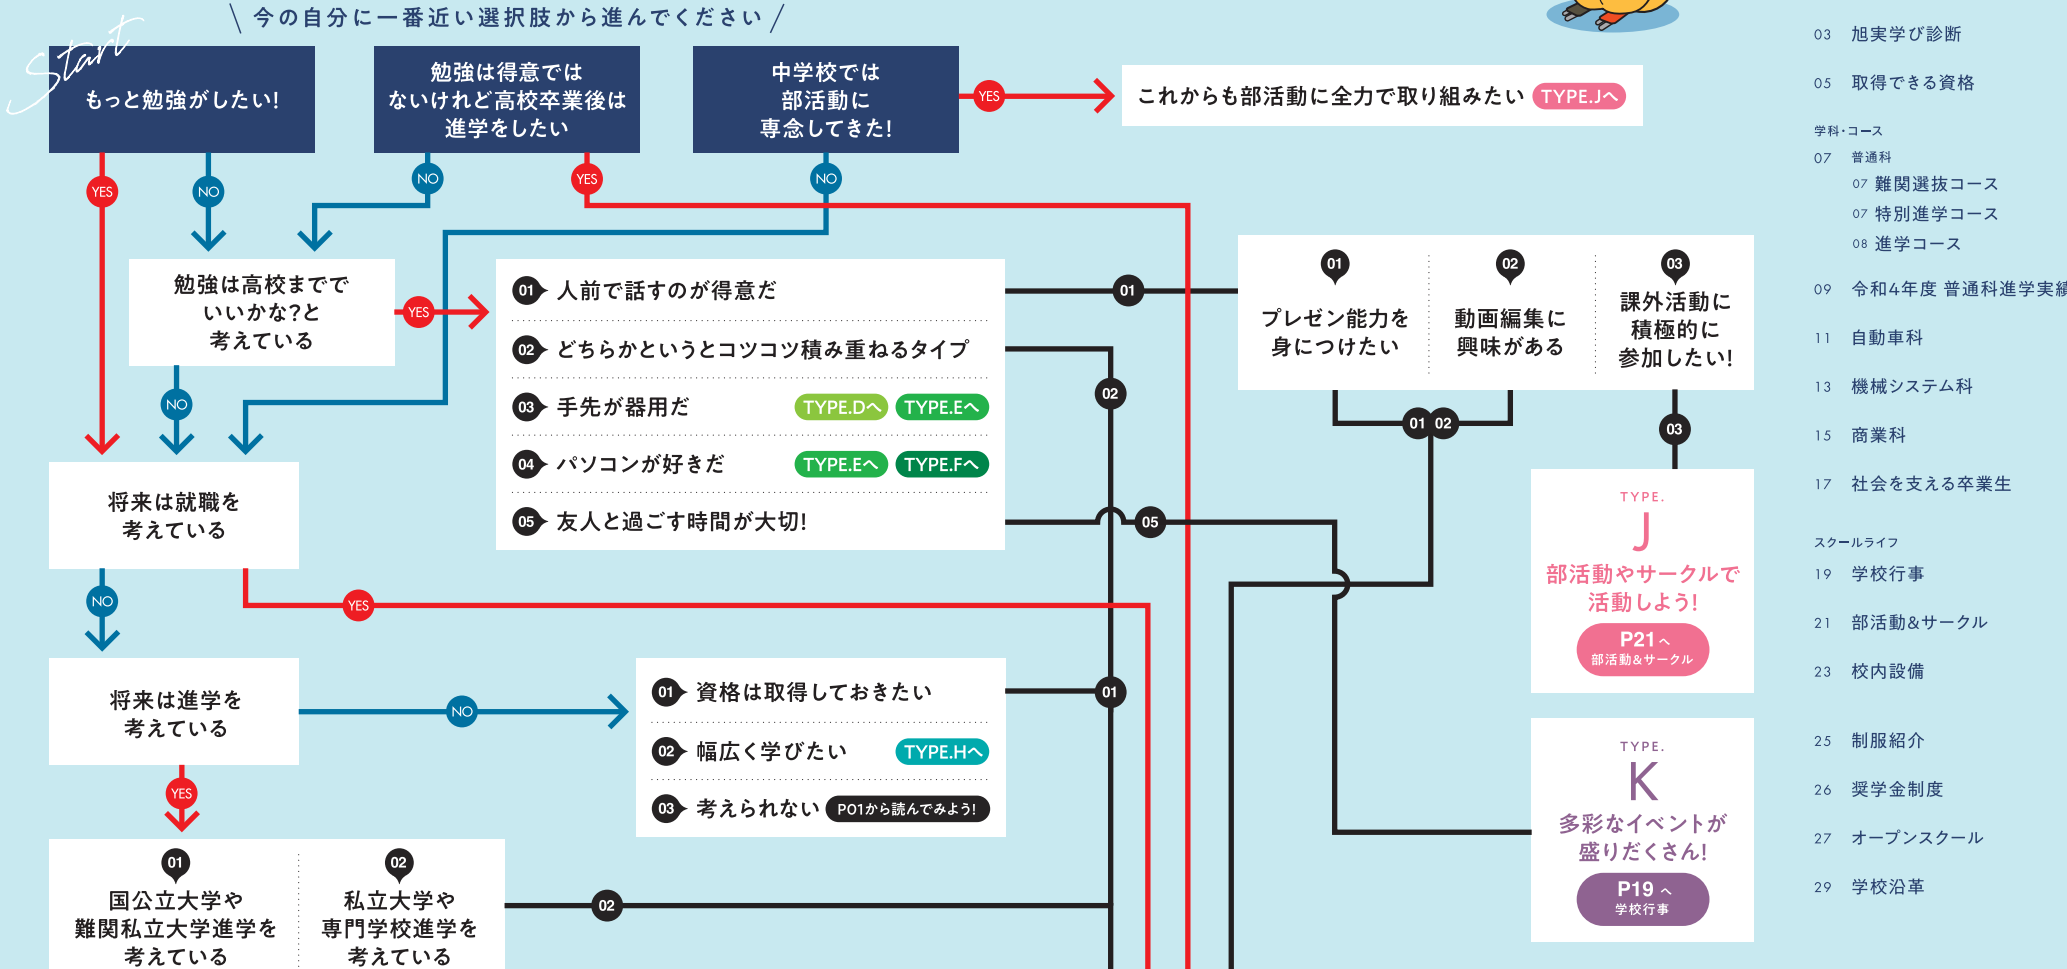 今の自分に一番近い選択肢から進んでください
Start
もっと勉強がしたい!
勉強は得意では
ないけれど高校卒業後は
進学をしたい
中学校では
部活動に
専念してきた!
YES
これからも部活動に全力で取り組みたい TYPE.Jへ
YES
NO
NO
YES
NO
勉強は高校までで
いいかな?と
考えている
YES
NO
01 人前で話すのが得意だ
02 どちらかというとコツコツ積み重ねるタイプ
03 手先が器用だ TYPE.Dへ TYPE.Eへ
04 パソコンが好きだ TYPE.Eへ TYPE.Fへ
05 友人と過ごす時間が大切!
01
02
05
01
プレゼン能力を
身につけたい
02
動画編集に
興味がある
03
課外活動に
積極的に
参加したい!
01 02
03
TYPE.
J
部活動やサークルで
活動しよう!
P21へ
部活動&サークル
TYPE.
K
多彩なイベントが
盛りだくさん!
P19へ
学校行事
将来は就職を
考えている
NO
YES
将来は進学を
考えている
NO
YES
01 資格は取得しておきたい
02 幅広く学びたい TYPE.Hへ
03 考えられない P01から読んでみよう!
01
01
国公立大学や
難関私立大学進学を
考えている
02
私立大学や
専門学校進学を
考えている
02
03 旭実学び診断
05 取得できる資格
学科・コース
07 普通科
07 難関選抜コース
07 特別進学コース
08 進学コース
09 令和4年度 普通科進学実績
11 自動車科
13 機械システム科
15 商業科
17 社会を支える卒業生
スクールライフ
19 学校行事
21 部活動&サークル
23 校内設備
25 制服紹介
26 奨学金制度
27 オープンスクール
29 学校沿革